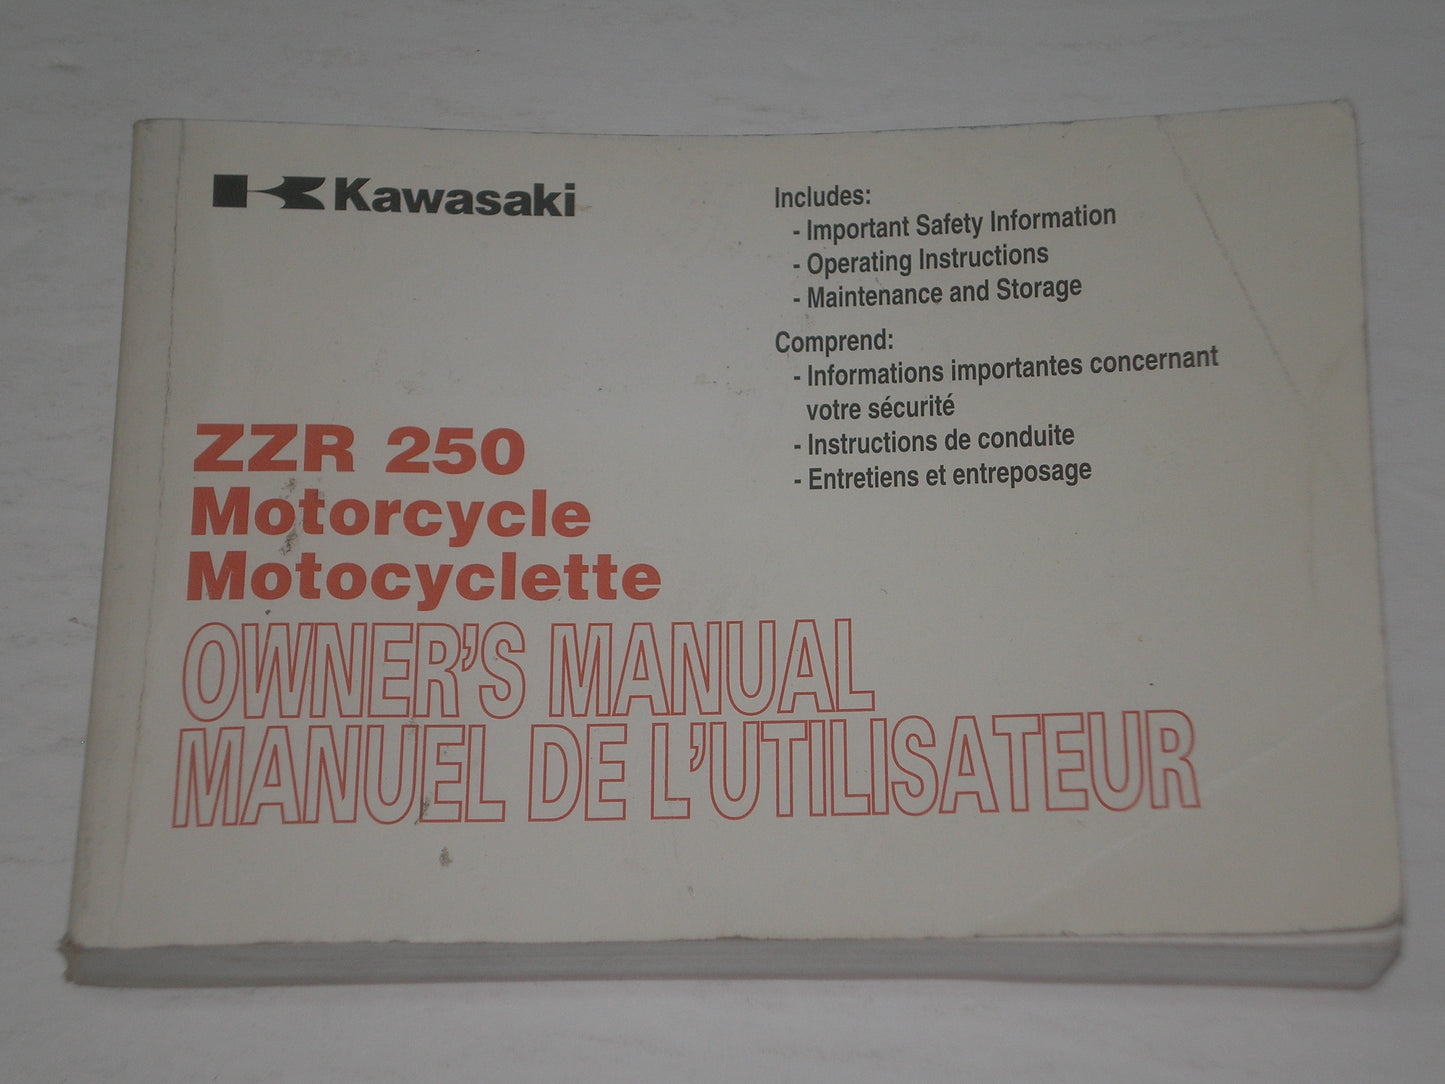 Kawasaki
Includes:
- Important Safety Information
- Operating Instructions
- Maintenance and Storage
Comprend:
- Informations importantes concernant
votre sécurité
- Instructions de conduite
- Entretiens et entreposage
ZZR 250
Motorcycle
Motocyclette
OWNER'S MANUAL
MANUEL DE L'UTILISATEUR